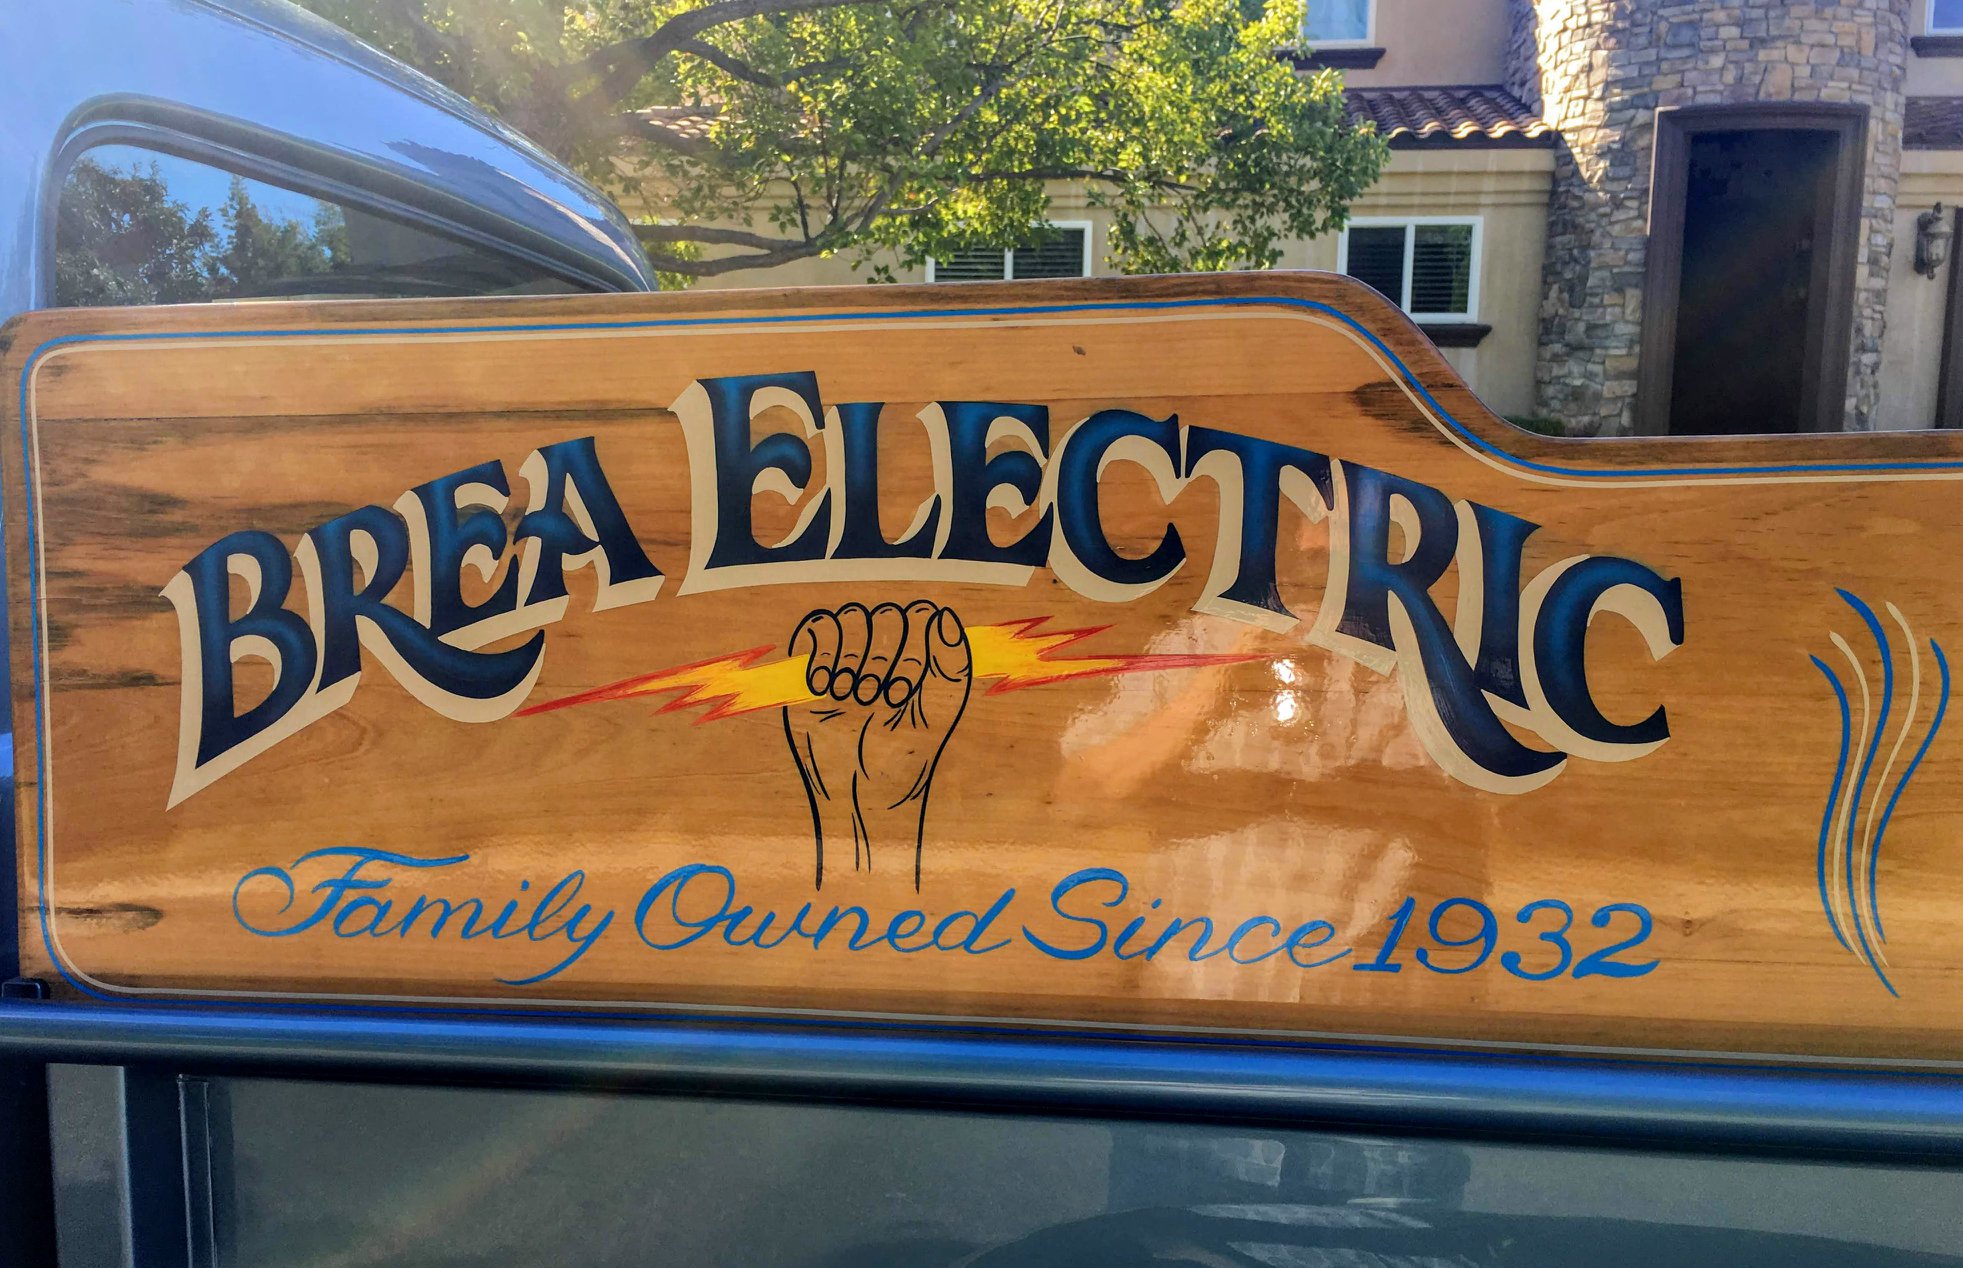 BREA ELECTRIC
Family Owned Since 1932